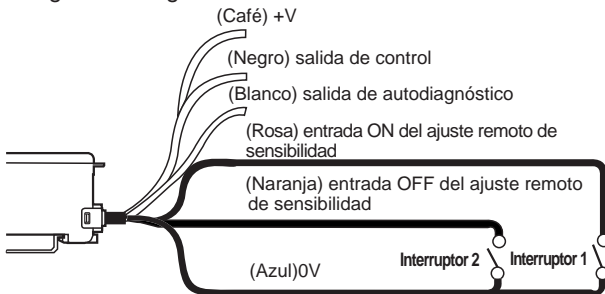 (Café) +V
(Negro) salida de control
(Blanco) salida de autodiagnóstico
(Rosa) entrada ON del ajuste remoto de
sensibilidad
(Naranja) entrada OFF del ajuste remoto
de sensibilidad
Interruptor 2 Interruptor 1
(Azul)0V